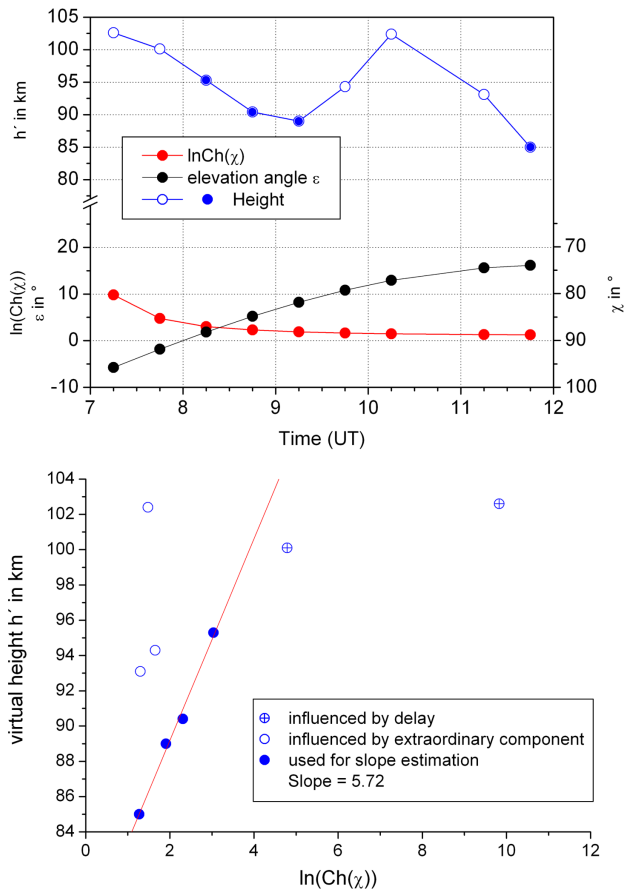 105
100
95
90
85
80
h´ in km
lnCh(χ)
elevation angle ε
Height
20
10
0
-10
ln(Ch(χ))
ε in °
70
80
90
100
χ in °
7 8 9 10 11 12
Time (UT)
104
102
100
98
96
94
92
90
88
86
84
virtual height h´ in km
influenced by delay
influenced by extraordinary component
used for slope estimation
Slope = 5.72
0 2 4 6 8 10 12
ln(Ch(χ))